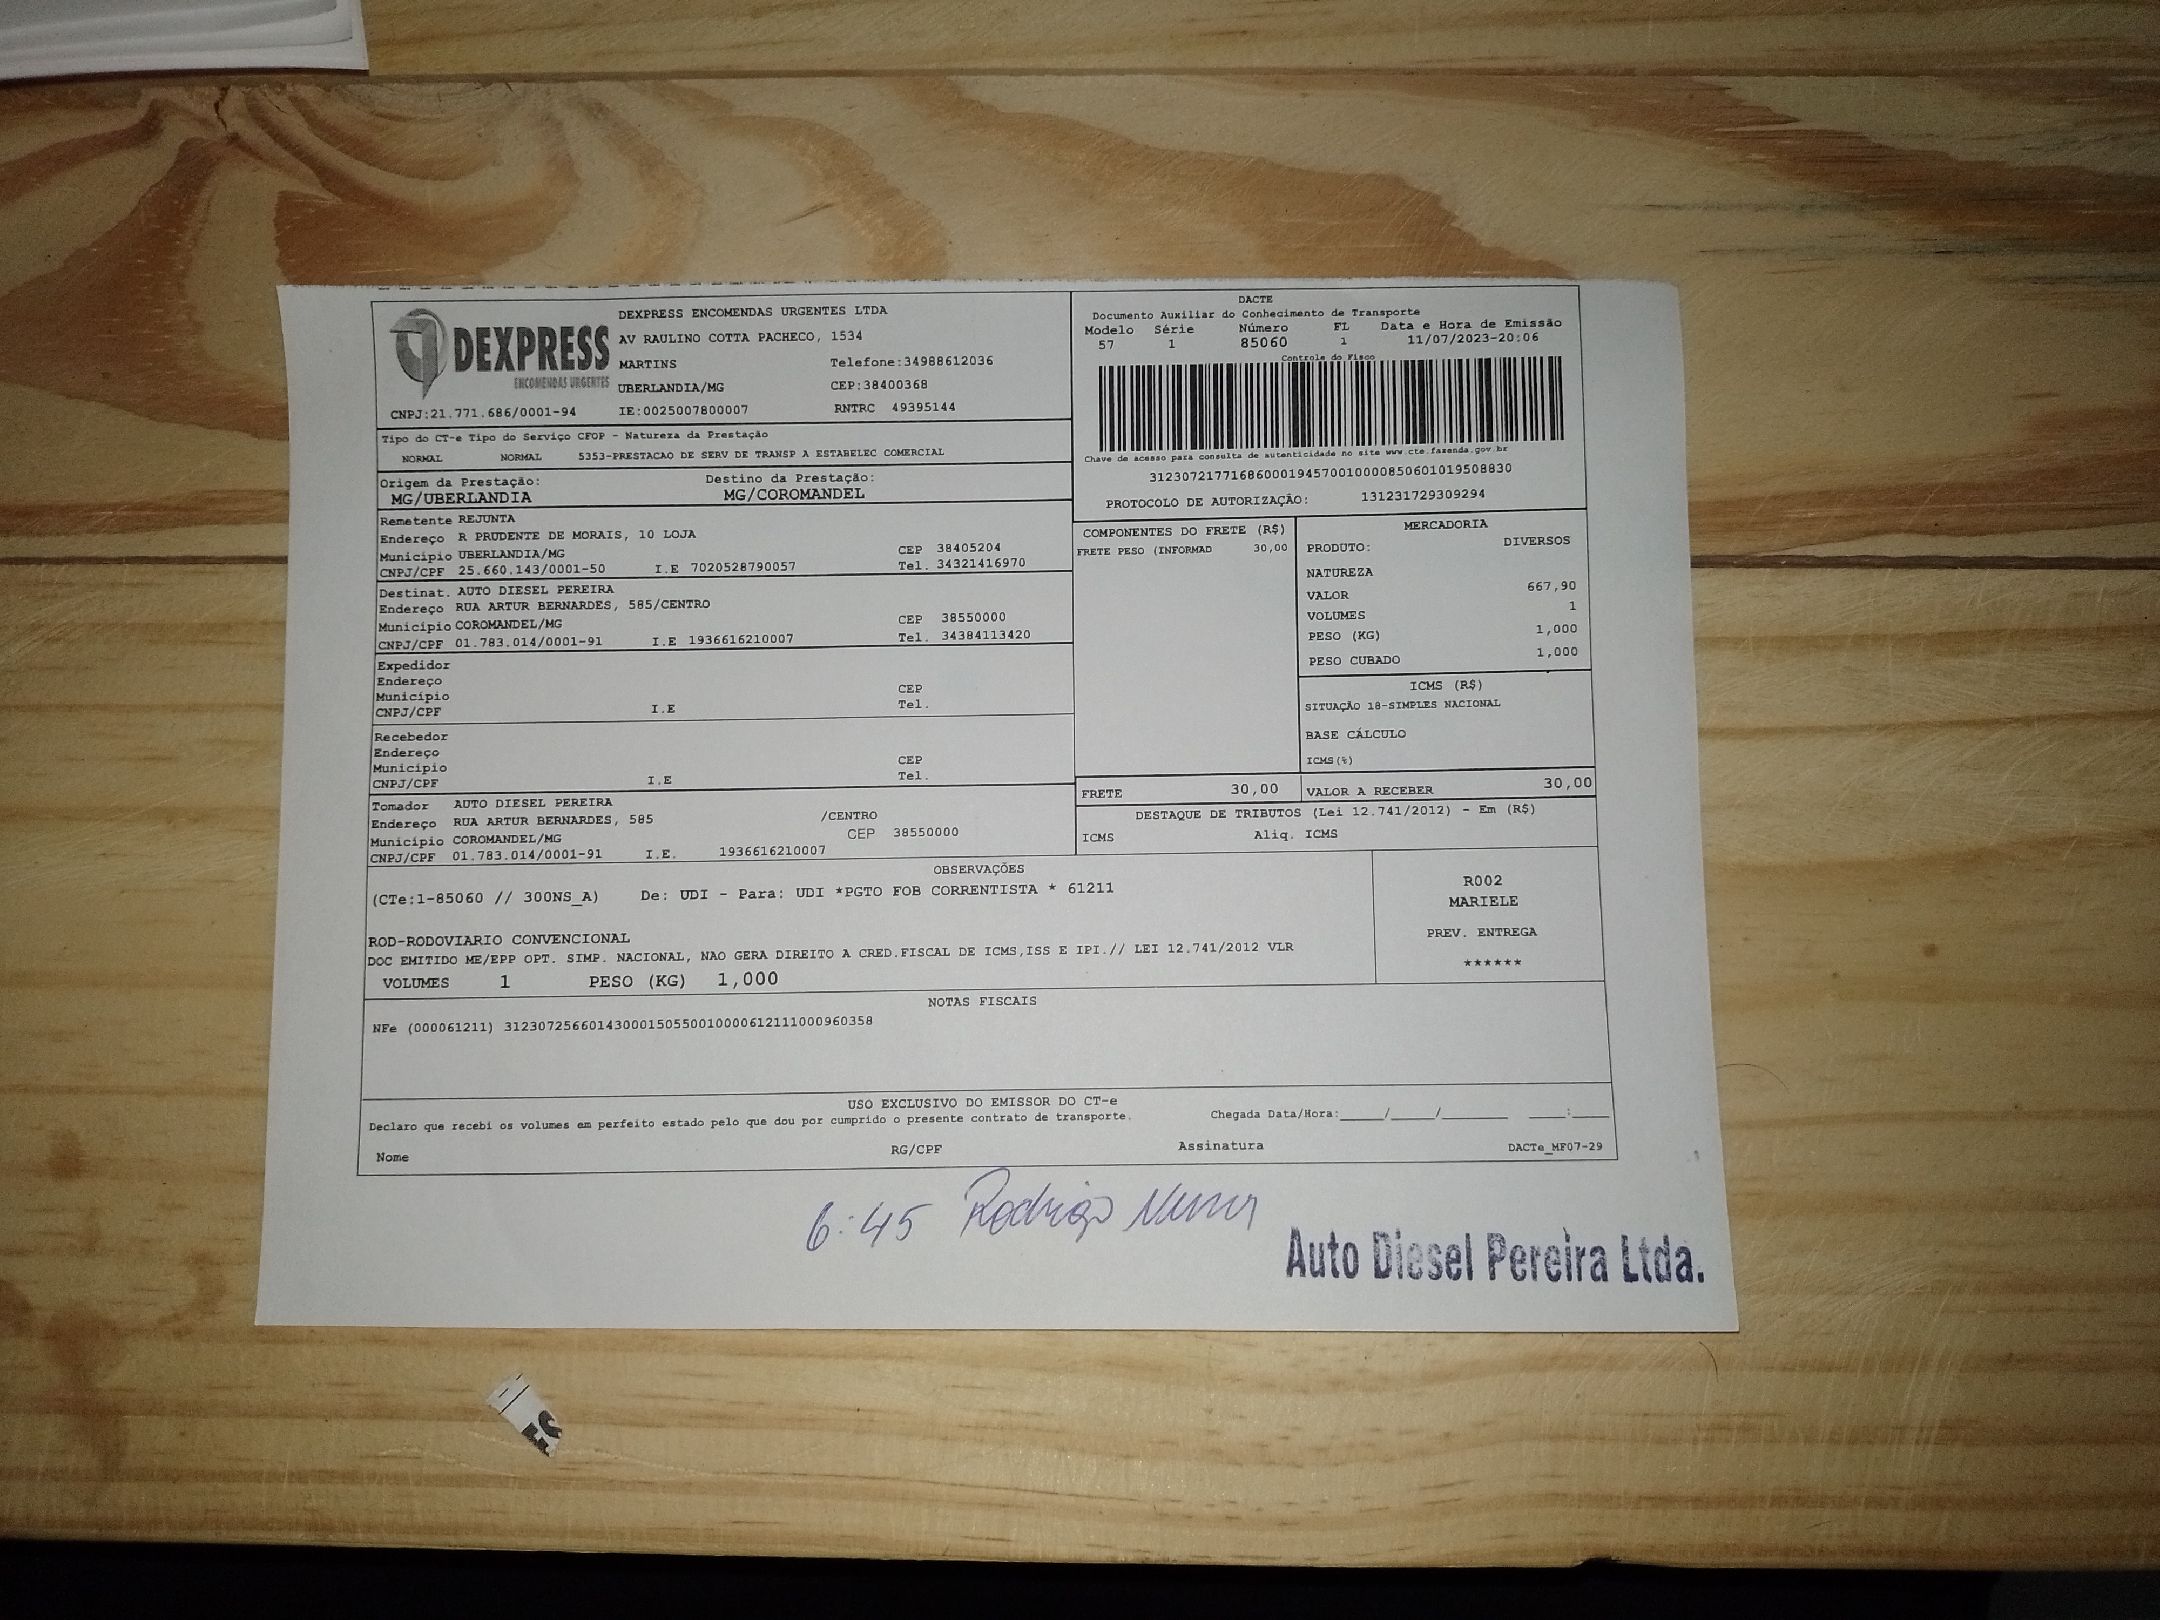 DEXPRESS
ENCOMENDAS URGENTES
DEXPRESS ENCOMENDAS URGENTES LTDA
AV RAULINO COTTA PACHECO, 1534
MARTINS Telefone:34988612036
UBERLANDIA/MG CEP:38400368
CNPJ:21.771.686/0001-94 IE:0025007800007 RNTRC 49395144
DACTE
Documento Auxiliar do Conhecimento de Transporte
Modelo Série Número FL Data e Hora de Emissão
57 1 85060 1 11/07/2023-20:06
Controle do Fisco
Chave de acesso para consulta de autenticidade no site www.cte.fazenda.gov.br
31230721771686000194570010000850601019508830
PROTOCOLO DE AUTORIZAÇÃO: 131231729309294
Tipo do CT-e Tipo do Serviço CFOP - Natureza da Prestação
NORMAL NORMAL 5353-PRESTACAO DE SERV DE TRANSP A ESTABELEC COMERCIAL
Origem da Prestação: Destino da Prestação:
MG/UBERLANDIA MG/COROMANDEL
Remetente REJUNTA
Endereço R PRUDENTE DE MORAIS, 10 LOJA
Município UBERLANDIA/MG CEP 38405204
CNPJ/CPF 25.660.143/0001-50 I.E 7020528790057 Tel. 34321416970
Destinat. AUTO DIESEL PEREIRA
Endereço RUA ARTUR BERNARDES, 585/CENTRO
Município COROMANDEL/MG CEP 38550000
CNPJ/CPF 01.783.014/0001-91 I.E 1936616210007 Tel. 34384113420
Expedidor
Endereço
Município CEP
CNPJ/CPF I.E Tel.
Recebedor
Endereço
Município CEP
CNPJ/CPF I.E Tel.
Tomador AUTO DIESEL PEREIRA
Endereço RUA ARTUR BERNARDES, 585 /CENTRO
Município COROMANDEL/MG CEP 38550000
CNPJ/CPF 01.783.014/0001-91 I.E. 1936616210007
COMPONENTES DO FRETE (R$)
FRETE PESO (INFORMAD 30,00
MERCADORIA
PRODUTO: DIVERSOS
NATUREZA
VALOR 667,90
VOLUMES 1
PESO (KG) 1,000
PESO CUBADO 1,000
ICMS (R$)
SITUAÇÃO 18-SIMPLES NACIONAL
BASE CÁLCULO
ICMS(%)
FRETE 30,00 VALOR A RECEBER 30,00
DESTAQUE DE TRIBUTOS (Lei 12.741/2012) - Em (R$)
ICMS Aliq. ICMS
OBSERVAÇÕES
(CTe:1-85060 // 300NS_A) De: UDI - Para: UDI *PGTO FOB CORRENTISTA * 61211
ROD-RODOVIARIO CONVENCIONAL
DOC EMITIDO ME/EPP OPT. SIMP. NACIONAL, NAO GERA DIREITO A CRED.FISCAL DE ICMS,ISS E IPI.// LEI 12.741/2012 VLR
VOLUMES 1 PESO (KG) 1,000
R002
MARIELE
PREV. ENTREGA
******
NOTAS FISCAIS
NFe (000061211) 31230725660143000150550010000612111000960358
USO EXCLUSIVO DO EMISSOR DO CT-e
Declaro que recebi os volumes em perfeito estado pelo que dou por cumprido o presente contrato de transporte. Chegada Data/Hora:____/____/______ ___:___
Nome RG/CPF Assinatura DACTe_MF07-29
6:45 Rodrigo
Auto Diesel Pereira Ltda.